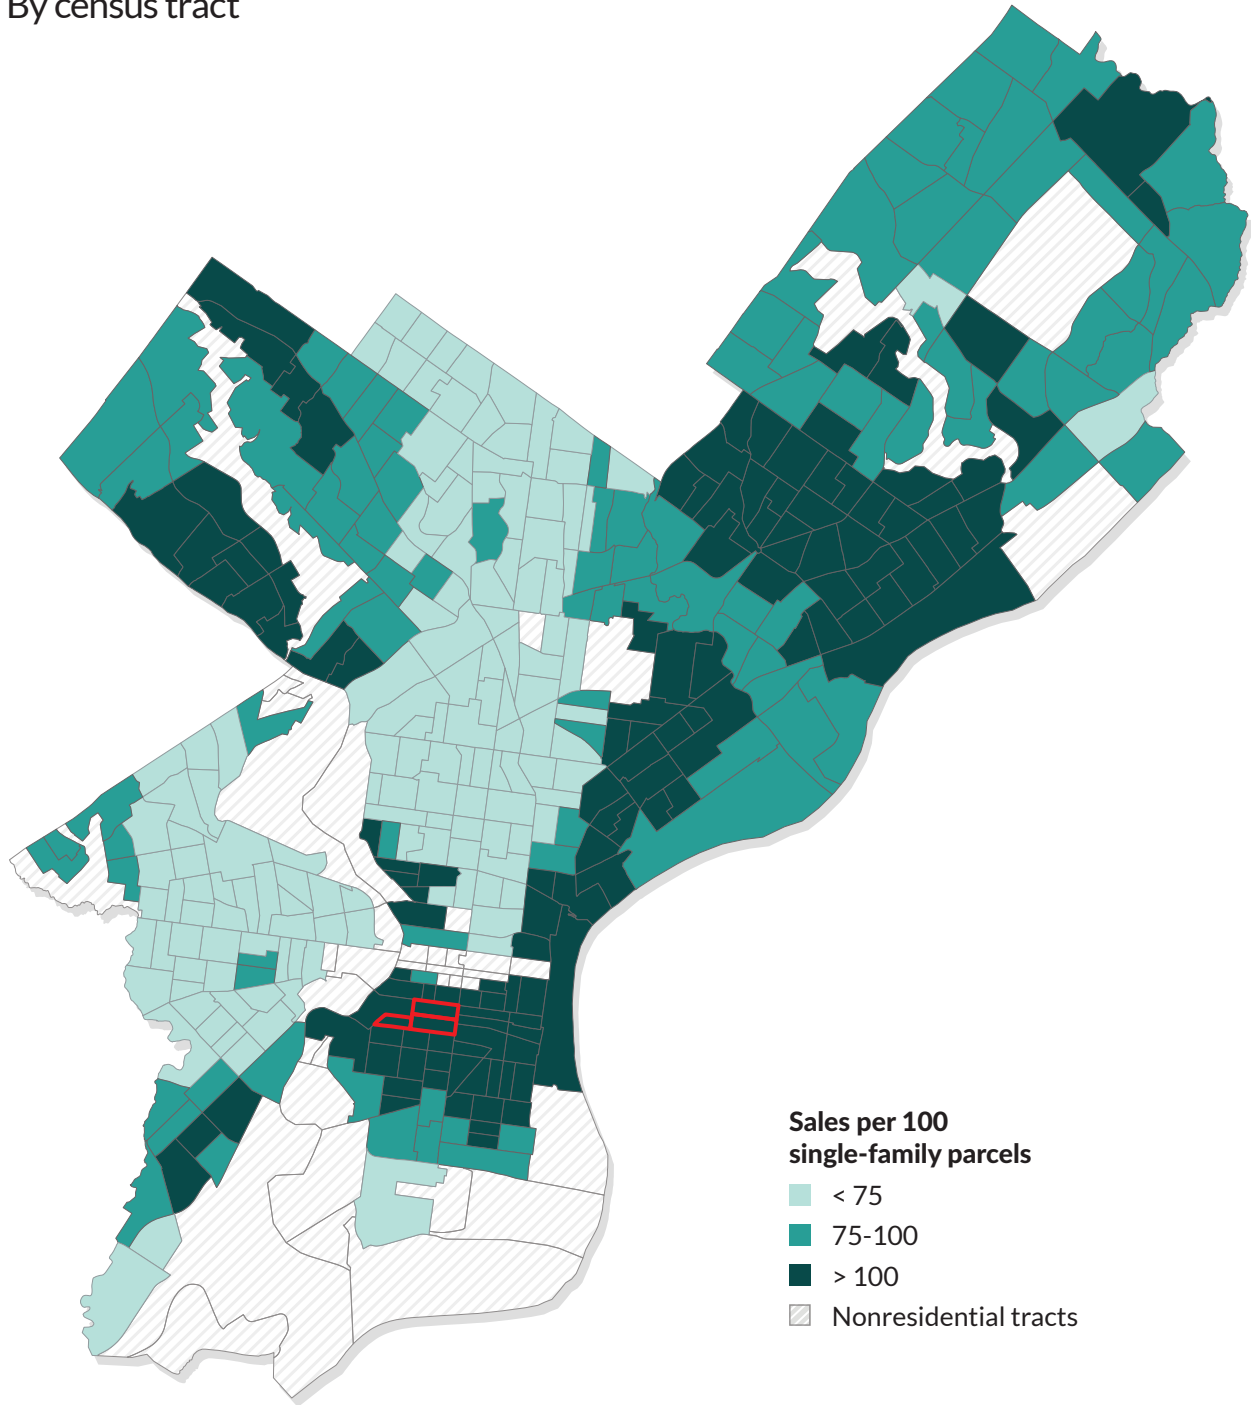 By census tract
Sales per 100
single-family parcels
< 75
75-100
> 100
Nonresidential tracts